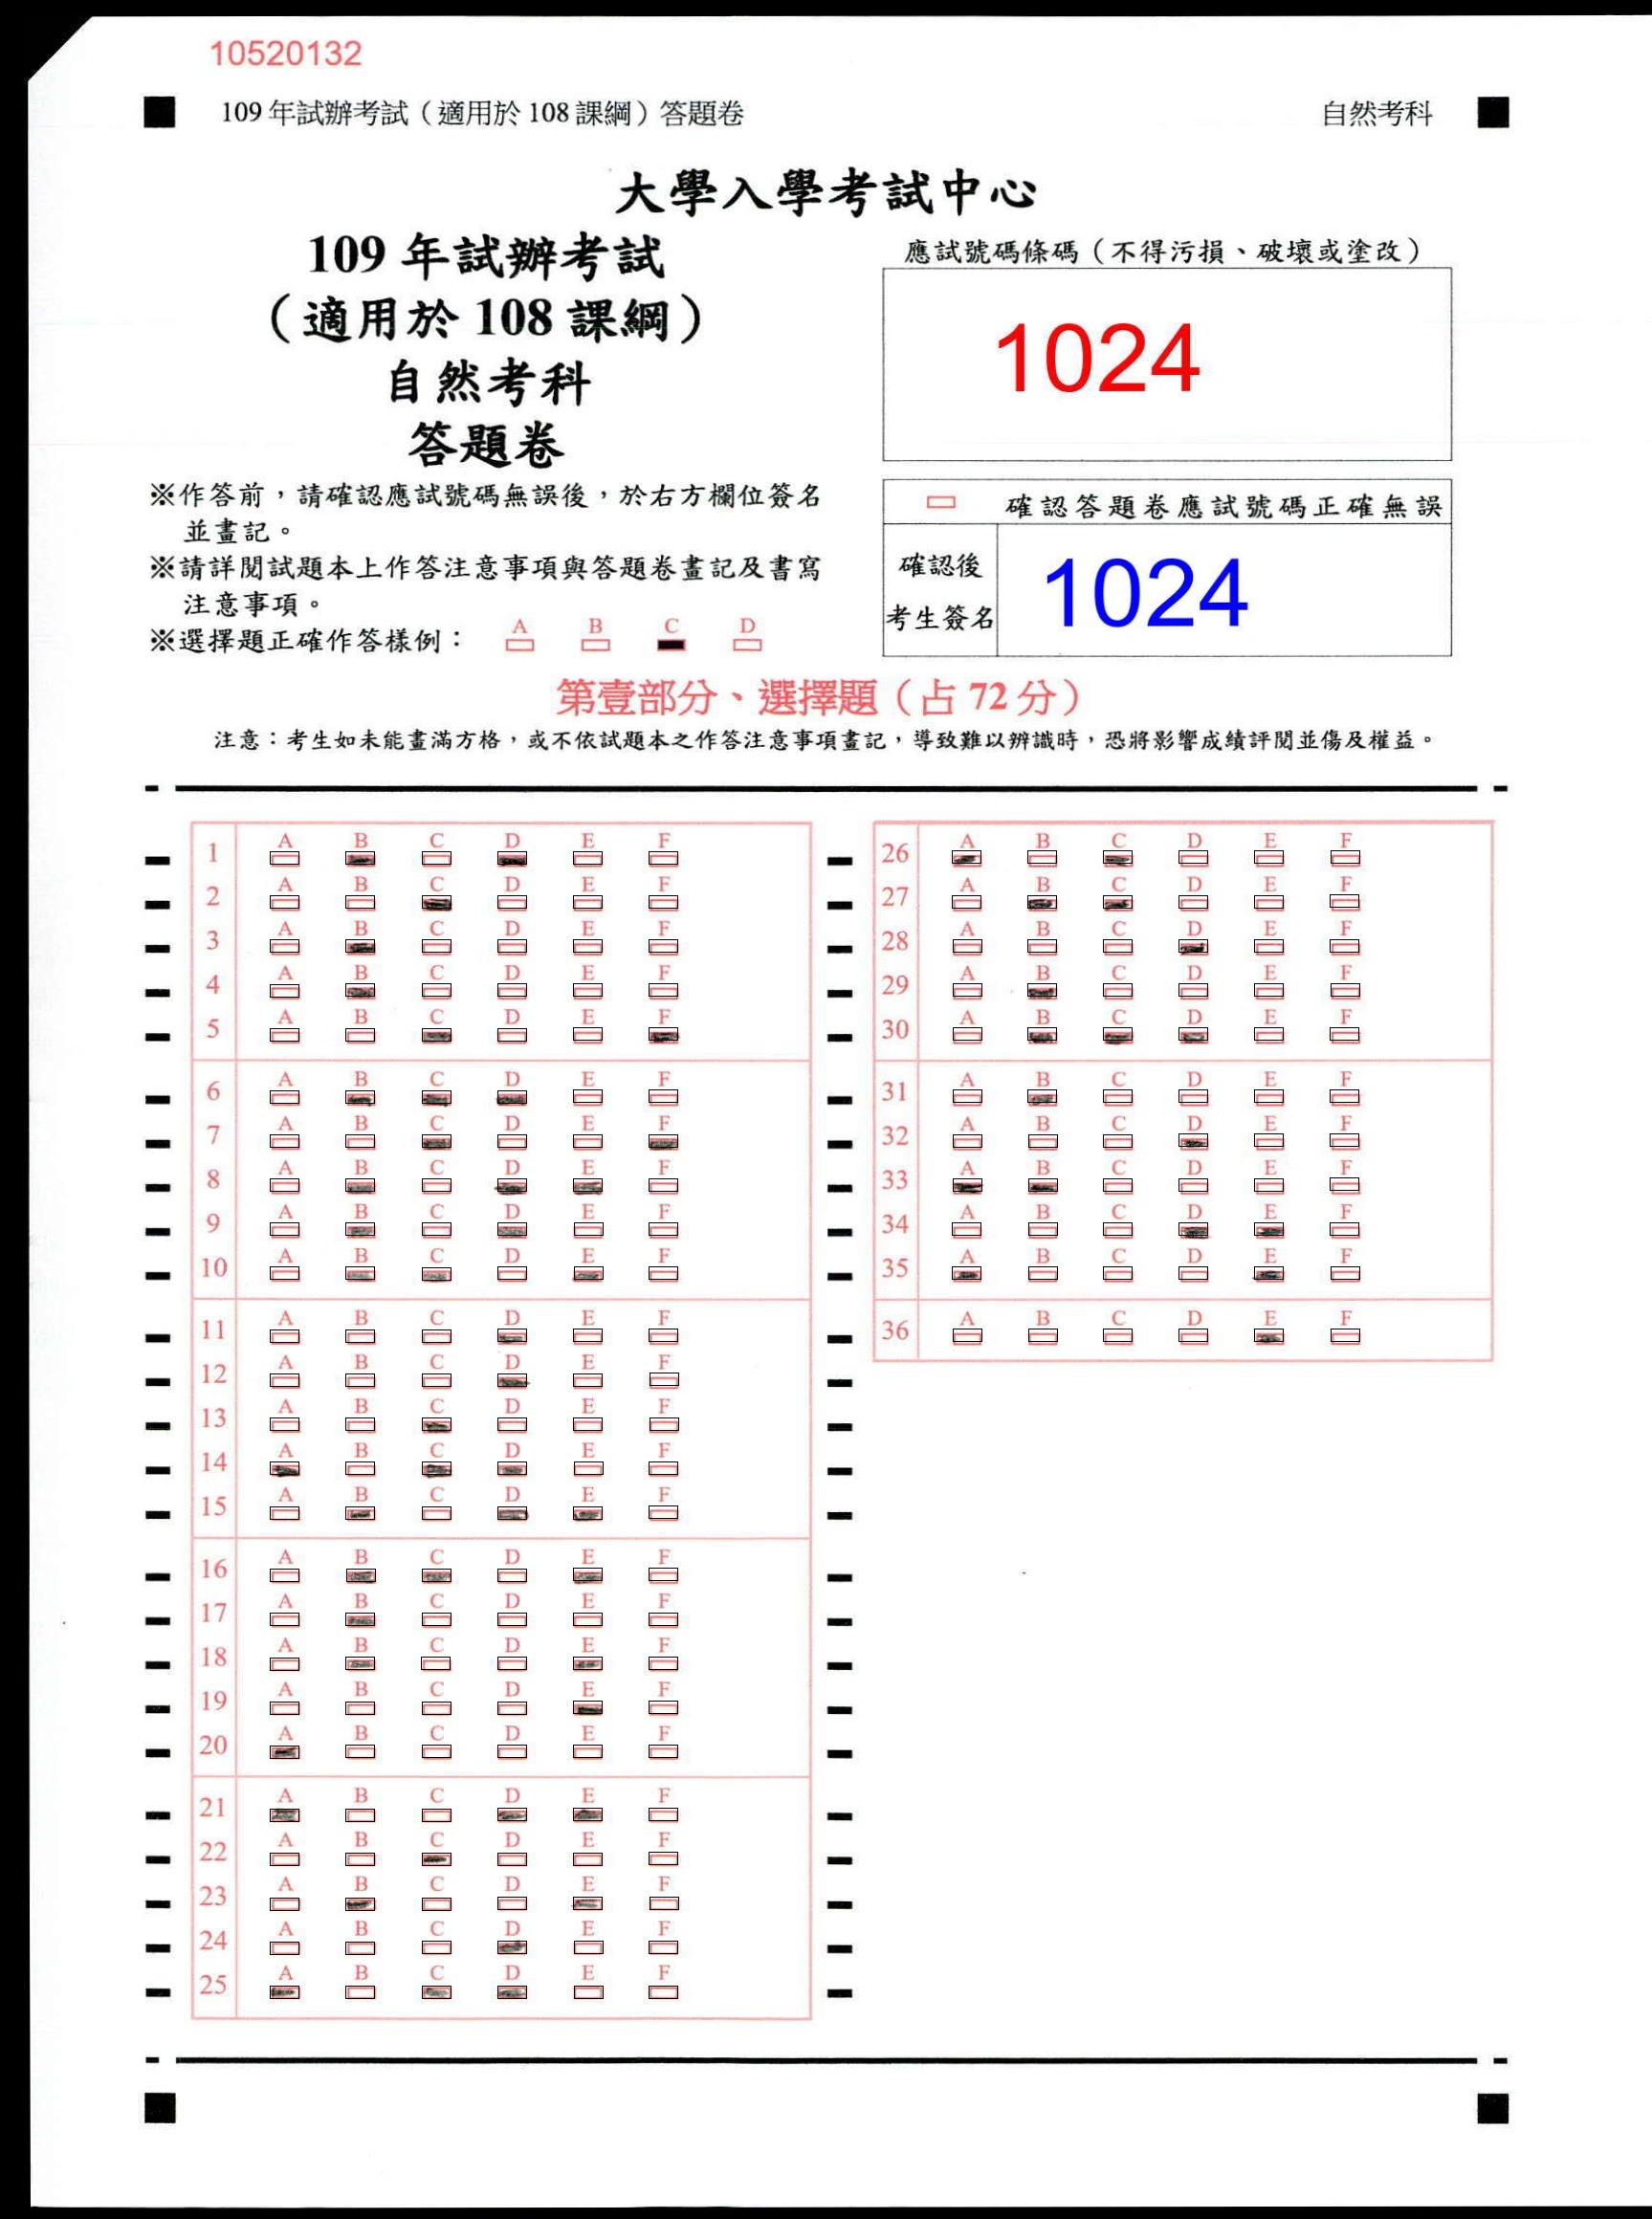 10520132
109 年試辦考試（適用於 108 課綱）答題卷 自然考科
大學入學考試中心
109 年試辦考試
（適用於 108 課綱）
自然考科
答題卷
應試號碼條碼（不得污損、破壞或塗改）
1024
※作答前，請確認應試號碼無誤後，於右方欄位簽名
並畫記。
※請詳閱試題本上作答注意事項與答題卷畫記及書寫
注意事項。
※選擇題正確作答樣例： A B C D
確認答題卷應試號碼正確無誤
確認後
考生簽名
1024
第壹部分、選擇題（占 72 分）
注意：考生如未能畫滿方格，或不依試題本之作答注意事項畫記，導致難以辨識時，恐將影響成績評閱並傷及權益。
1 A B C D E F
2 A B C D E F
3 A B C D E F
4 A B C D E F
5 A B C D E F
6 A B C D E F
7 A B C D E F
8 A B C D E F
9 A B C D E F
10 A B C D E F
11 A B C D E F
12 A B C D E F
13 A B C D E F
14 A B C D E F
15 A B C D E F
16 A B C D E F
17 A B C D E F
18 A B C D E F
19 A B C D E F
20 A B C D E F
21 A B C D E F
22 A B C D E F
23 A B C D E F
24 A B C D E F
25 A B C D E F
26 A B C D E F
27 A B C D E F
28 A B C D E F
29 A B C D E F
30 A B C D E F
31 A B C D E F
32 A B C D E F
33 A B C D E F
34 A B C D E F
35 A B C D E F
36 A B C D E F